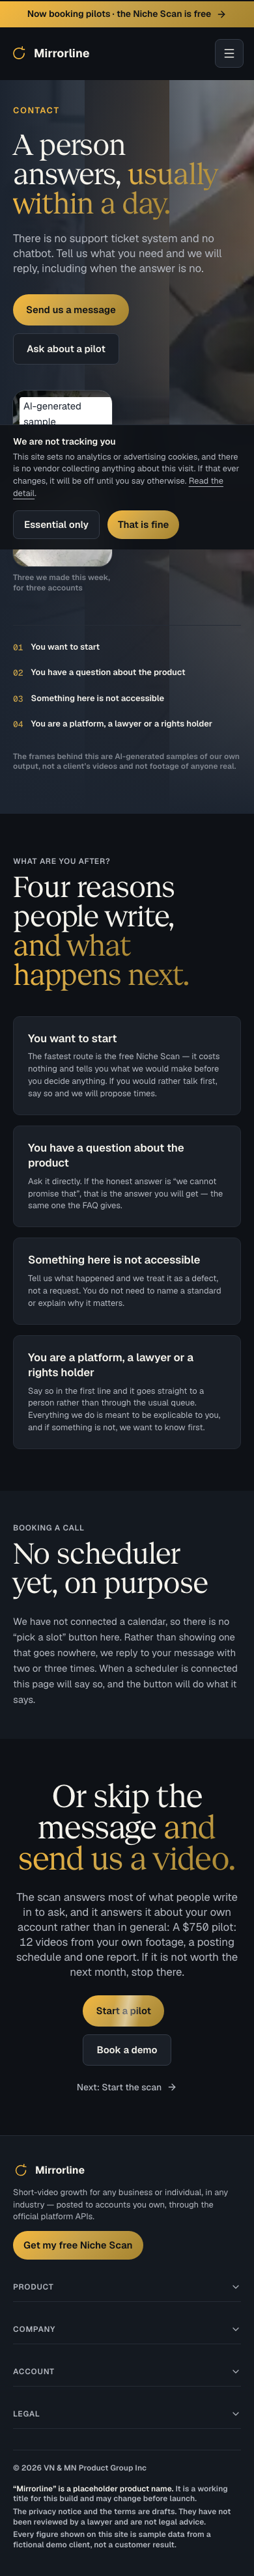 Now booking pilots · the Niche Scan is free →
Mirrorline
CONTACT
A person
answers, usually
within a day.
There is no support ticket system and no
chatbot. Tell us what you need and we will
reply, including when the answer is no.
Send us a message
Ask about a pilot
AI-generated
sample
We are not tracking you
This site sets no analytics or advertising cookies, and there
is no vendor collecting anything about this visit. If that ever
changes, it will be off until you say otherwise. Read the
detail.
Essential only
That is fine
Three we made this week,
for three accounts
01 You want to start
02 You have a question about the product
03 Something here is not accessible
04 You are a platform, a lawyer or a rights holder
The frames behind this are AI-generated samples of our own
output, not a client's videos and not footage of anyone real.
WHAT ARE YOU AFTER?
Four reasons
people write,
and what
happens next.
You want to start
The fastest route is the free Niche Scan — it costs
nothing and tells you what we would make before
you decide anything. If you would rather talk first,
say so and we will propose times.
You have a question about the
product
Ask it directly. If the honest answer is "we cannot
promise that", that is the answer you will get — the
same one the FAQ gives.
Something here is not accessible
Tell us what happened and we treat it as a defect,
not a request. You do not need to name a standard
or explain why it matters.
You are a platform, a lawyer or a
rights holder
Say so in the first line and it goes straight to a
person rather than through the usual queue.
Everything we do is meant to be explicable to you,
and if something is not, we want to know first.
BOOKING A CALL
No scheduler
yet, on purpose
We have not connected a calendar, so there is no
"pick a slot" button here. Rather than showing one
that goes nowhere, we reply to your message with
two or three times. When a scheduler is connected
this page will say so, and the button will do what it
says.
Or skip the
message and
send us a video.
The scan answers most of what people write
in to ask, and it answers it about your own
account rather than in general: A $750 pilot:
12 videos from your own footage, a posting
schedule and one report. If it is not worth the
next month, stop there.
Start a pilot
Book a demo
Next: Start the scan →
Mirrorline
Short-video growth for any business or individual, in any
industry — posted to accounts you own, through the
official platform APIs.
Get my free Niche Scan
PRODUCT
COMPANY
ACCOUNT
LEGAL
© 2026 VN & MN Product Group Inc
"Mirrorline" is a placeholder product name. It is a working
title for this build and may change before launch.
The privacy notice and the terms are drafts. They have not
been reviewed by a lawyer and are not legal advice.
Every figure shown on this site is sample data from a
fictional demo client, not a customer result.